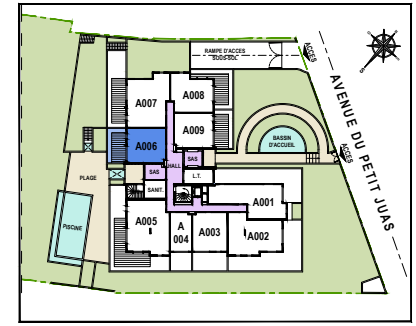 RAMPE D'ACCES
SOUS-SOL
ACCES
AVENUE DU PETIT JUAS
A007
A008
A009
A006
HALL
SAS
BASSIN
D'ACCUEIL
ACCES
PLAGE
SAS
L.T.
SANIT.
A001
PISCINE
A005
A
004
A003
A002